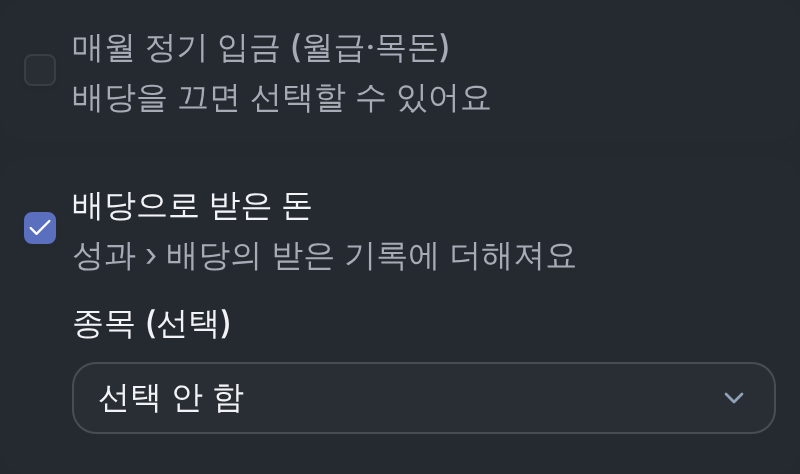 매월 정기 입금 (월급·목돈)
배당을 끄면 선택할 수 있어요
배당으로 받은 돈
성과 › 배당의 받은 기록에 더해져요
종목 (선택)
선택 안 함